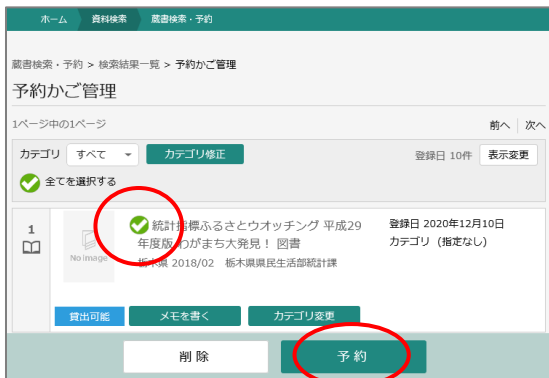 ホーム 資料検索 蔵書検索・予約
蔵書検索・予約 > 検索結果一覧 > 予約かご管理
予約かご管理
1ページ中の1ページ 前へ 次へ
カテゴリ すべて カテゴリ修正 登録日 10件 表示変更
全てを選択する
1 統計指標ふるさとウオッチング 平成29 登録日 2020年12月10日
No image 年度版 わがまち大発見! 図書 カテゴリ (指定なし)
栃木県 2018/02 栃木県県民生活部統計課
貸出可能 メモを書く カテゴリ変更
削除 予約